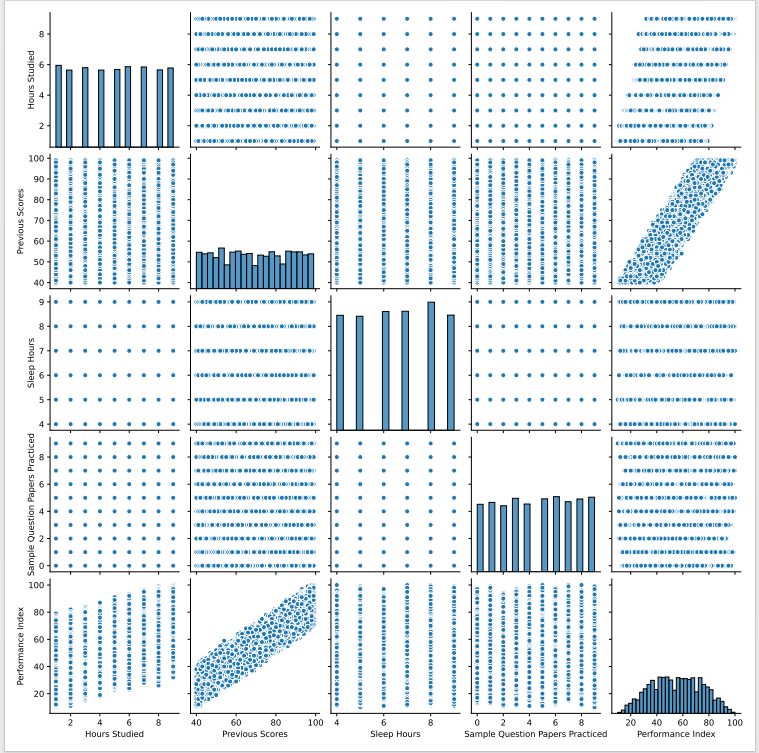 Hours Studied
8
6
4
2
Previous Scores
100
90
80
70
60
50
40
Sleep Hours
9
8
7
6
5
4
Sample Question Papers Practiced
8
6
4
2
0
Performance Index
100
80
60
40
20
2 4 6 8
40 60 80 100
4 6 8
0 2 4 6 8
20 40 60 80 100
Hours Studied
Previous Scores
Sleep Hours
Sample Question Papers Practiced
Performance Index